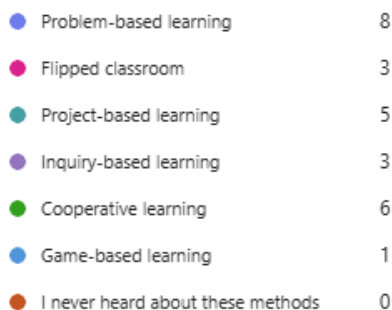 Problem-based learning 8
Flipped classroom 3
Project-based learning 5
Inquiry-based learning 3
Cooperative learning 6
Game-based learning 1
I never heard about these methods 0